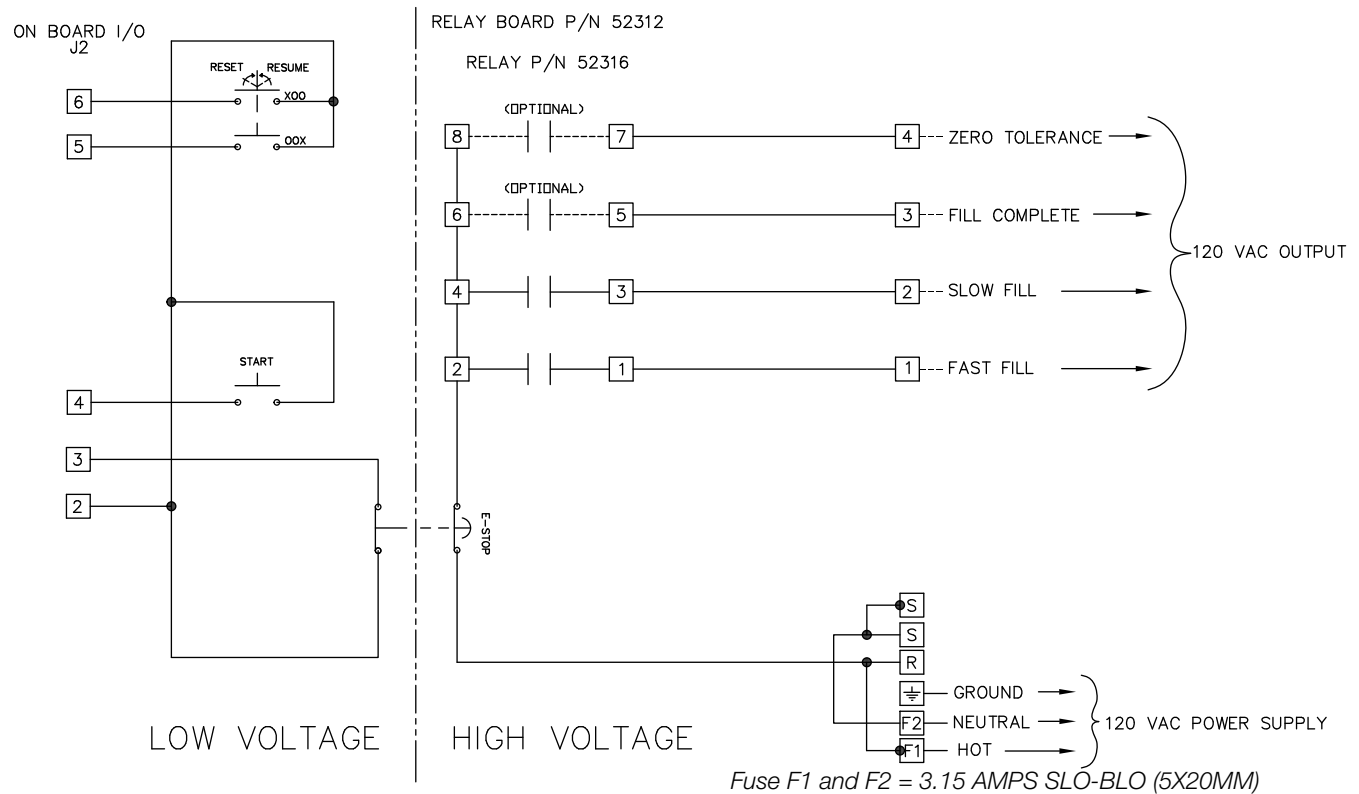 ON BOARD I/O
J2
6
5
4
3
2
RESET
RESUME
X00
00X
START
LOW VOLTAGE
RELAY BOARD P/N 52312
RELAY P/N 52316
(OPTIONAL)
8
7
4
ZERO TOLERANCE
(OPTIONAL)
6
5
3
FILL COMPLETE
4
3
2
SLOW FILL
2
1
1
FAST FILL
120 VAC OUTPUT
E-STOP
S
S
R
GROUND
F2
NEUTRAL
F1
HOT
120 VAC POWER SUPPLY
HIGH VOLTAGE
Fuse F1 and F2 = 3.15 AMPS SLO-BLO (5X20MM)